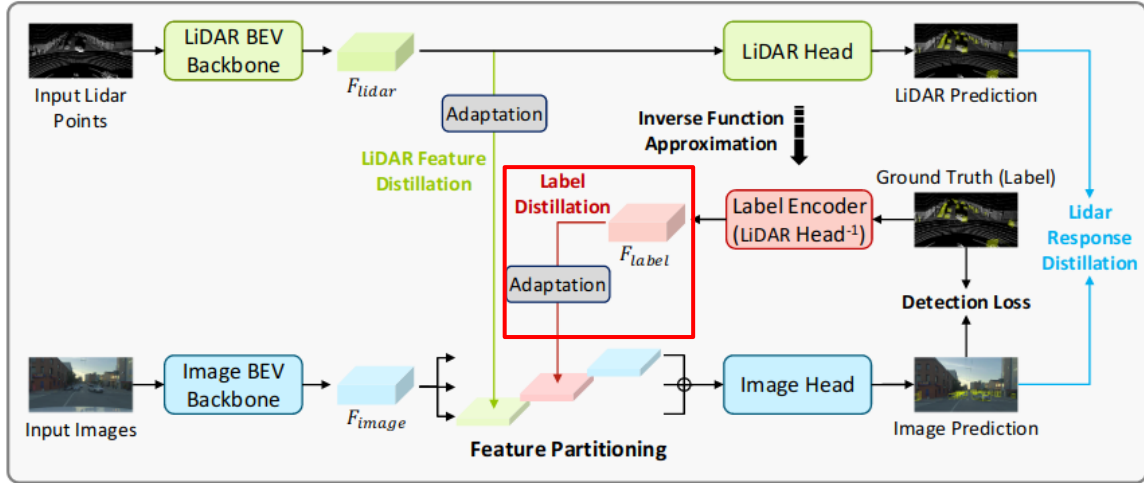 LiDAR BEV
Backbone
Input Lidar
Points
F_lidar
LiDAR Head
LiDAR Prediction
Adaptation
Inverse Function
Approximation
LiDAR Feature
Distillation
Label
Distillation
F_label
Adaptation
Label Encoder
(LiDAR Head⁻¹)
Ground Truth (Label)
Lidar
Response
Distillation
Detection Loss
Image BEV
Backbone
Input Images
F_image
Feature Partitioning
Image Head
Image Prediction